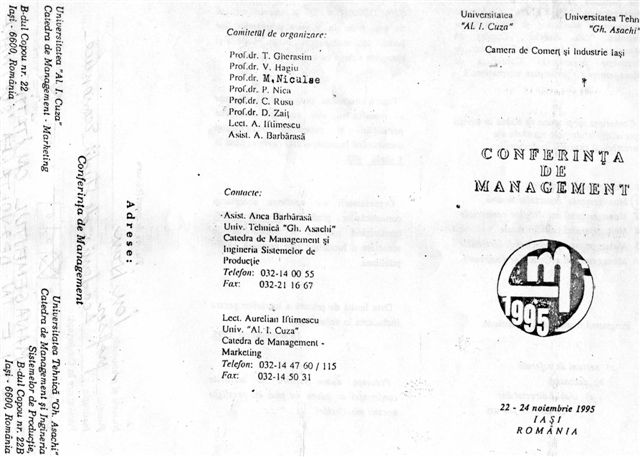 Universitatea "Al. I. Cuza"
Catedra de Management - Marketing
B-dul Copou nr. 22
Iaşi - 6600, România
Conferinţa de Management
Adrese:
Universitatea Tehnică "Gh. Asachi"
Catedra de Management şi Ingineria
Sistemelor de Producţie,
B-dul Copou nr. 22B
Iaşi - 6600, România
Comitetul de organizare:
Prof.dr. T. Gherasim
Prof.dr. V. Hagiu
Prof.dr. M.Niculae
Prof.dr. P. Nica
Prof.dr. C. Rusu
Prof.dr. D. Zaiţ
Lect. A. Iftimescu
Asist. A. Barbărasă
Contacte:
Asist. Anca Barbărasă
Univ. Tehnică "Gh. Asachi"
Catedra de Management şi
Ingineria Sistemelor de
Producţie
Telefon: 032-14 00 55
Fax: 032-21 16 67
Lect. Aurelian Iftimescu
Univ. "Al. I. Cuza"
Catedra de Management -
Marketing
Telefon: 032-14 47 60 / 115
Fax: 032-14 50 31
Universitatea
"Al. I. Cuza"
Universitatea Tehn
"Gh. Asachi"
Camera de Comerţ şi Industrie Iaşi
CONFERINŢA
DE
MANAGEMENT
m
1995
22 - 24 noiembrie 1995
IAŞI
ROMÂNIA